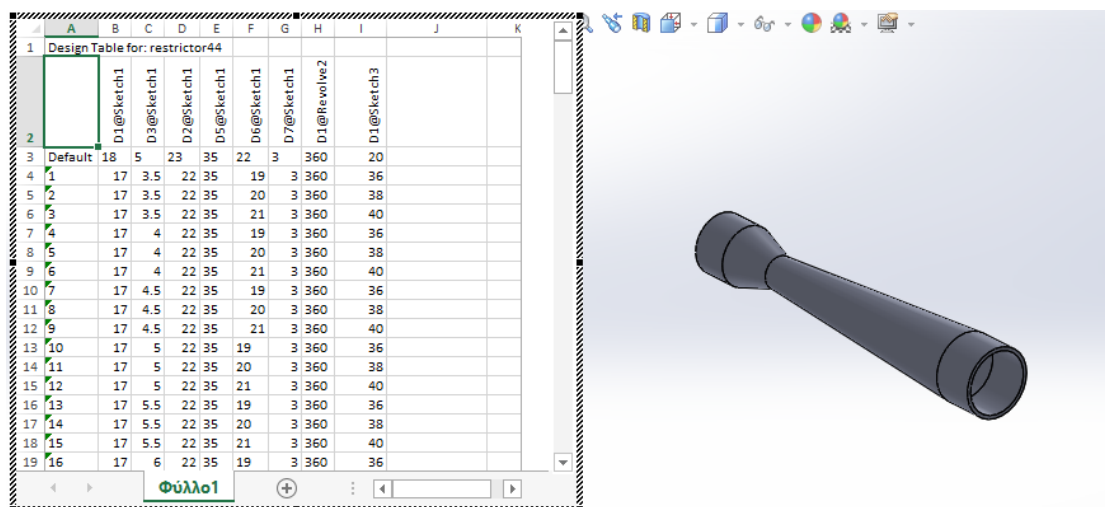 A B C D E F G H I J K
1 Design Table for: restrictor44
2 D1@Sketch1 D3@Sketch1 D2@Sketch1 D5@Sketch1 D6@Sketch1 D7@Sketch1 D1@Revolve2 D1@Sketch3
3 Default 18 5 23 35 22 3 360 20
4 1 17 3.5 22 35 19 3 360 36
5 2 17 3.5 22 35 20 3 360 38
6 3 17 3.5 22 35 21 3 360 40
7 4 17 4 22 35 19 3 360 36
8 5 17 4 22 35 20 3 360 38
9 6 17 4 22 35 21 3 360 40
10 7 17 4.5 22 35 19 3 360 36
11 8 17 4.5 22 35 20 3 360 38
12 9 17 4.5 22 35 21 3 360 40
13 10 17 5 22 35 19 3 360 36
14 11 17 5 22 35 20 3 360 38
15 12 17 5 22 35 21 3 360 40
16 13 17 5.5 22 35 19 3 360 36
17 14 17 5.5 22 35 20 3 360 38
18 15 17 5.5 22 35 21 3 360 40
19 16 17 6 22 35 19 3 360 36
Φύλλο1